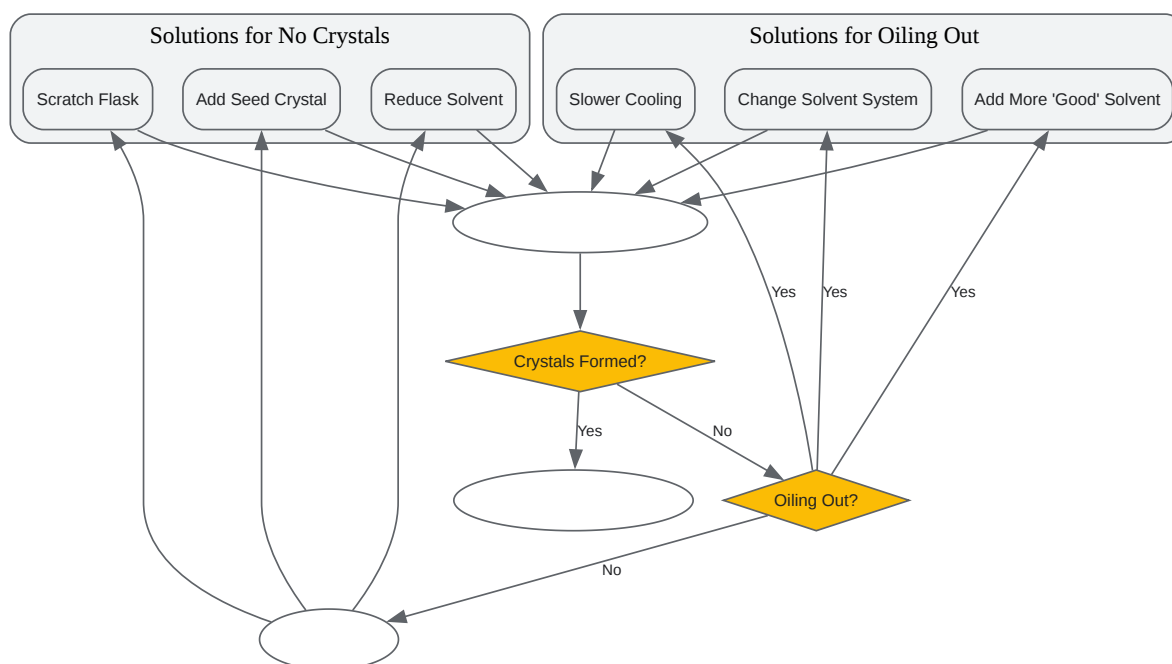 Solutions for No Crystals
Solutions for Oiling Out
Scratch Flask
Add Seed Crystal
Reduce Solvent
Slower Cooling
Change Solvent System
Add More 'Good' Solvent
Yes
Yes
Yes
Crystals Formed?
Yes
No
Oiling Out?
No